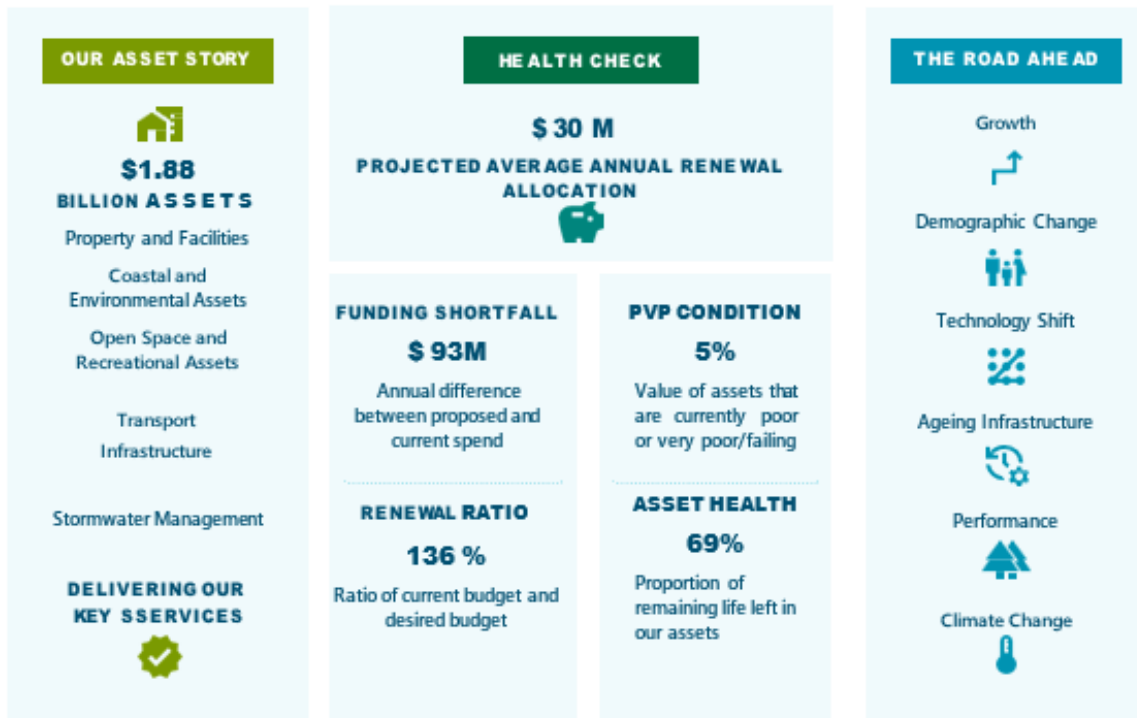 OUR ASSET STORY
$1.88
BILLION ASSETS
Property and Facilities
Coastal and
Environmental Assets
Open Space and
Recreational Assets
Transport
Infrastructure
Stormwater Management
DELIVERING OUR
KEY SSERVICES
HEALTH CHECK
$ 30 M
PROJECTED AVERAGE ANNUAL RENEWAL
ALLOCATION
FUNDING SHORTFALL
$ 93M
Annual difference
between proposed and
current spend
RENEWAL RATIO
136 %
Ratio of current budget and
desired budget
PVP CONDITION
5%
Value of assets that
are currently poor
or very poor/failing
ASSET HEALTH
69%
Proportion of
remaining life left in
our assets
THE ROAD AHEAD
Growth
Demographic Change
Technology Shift
Ageing Infrastructure
Performance
Climate Change